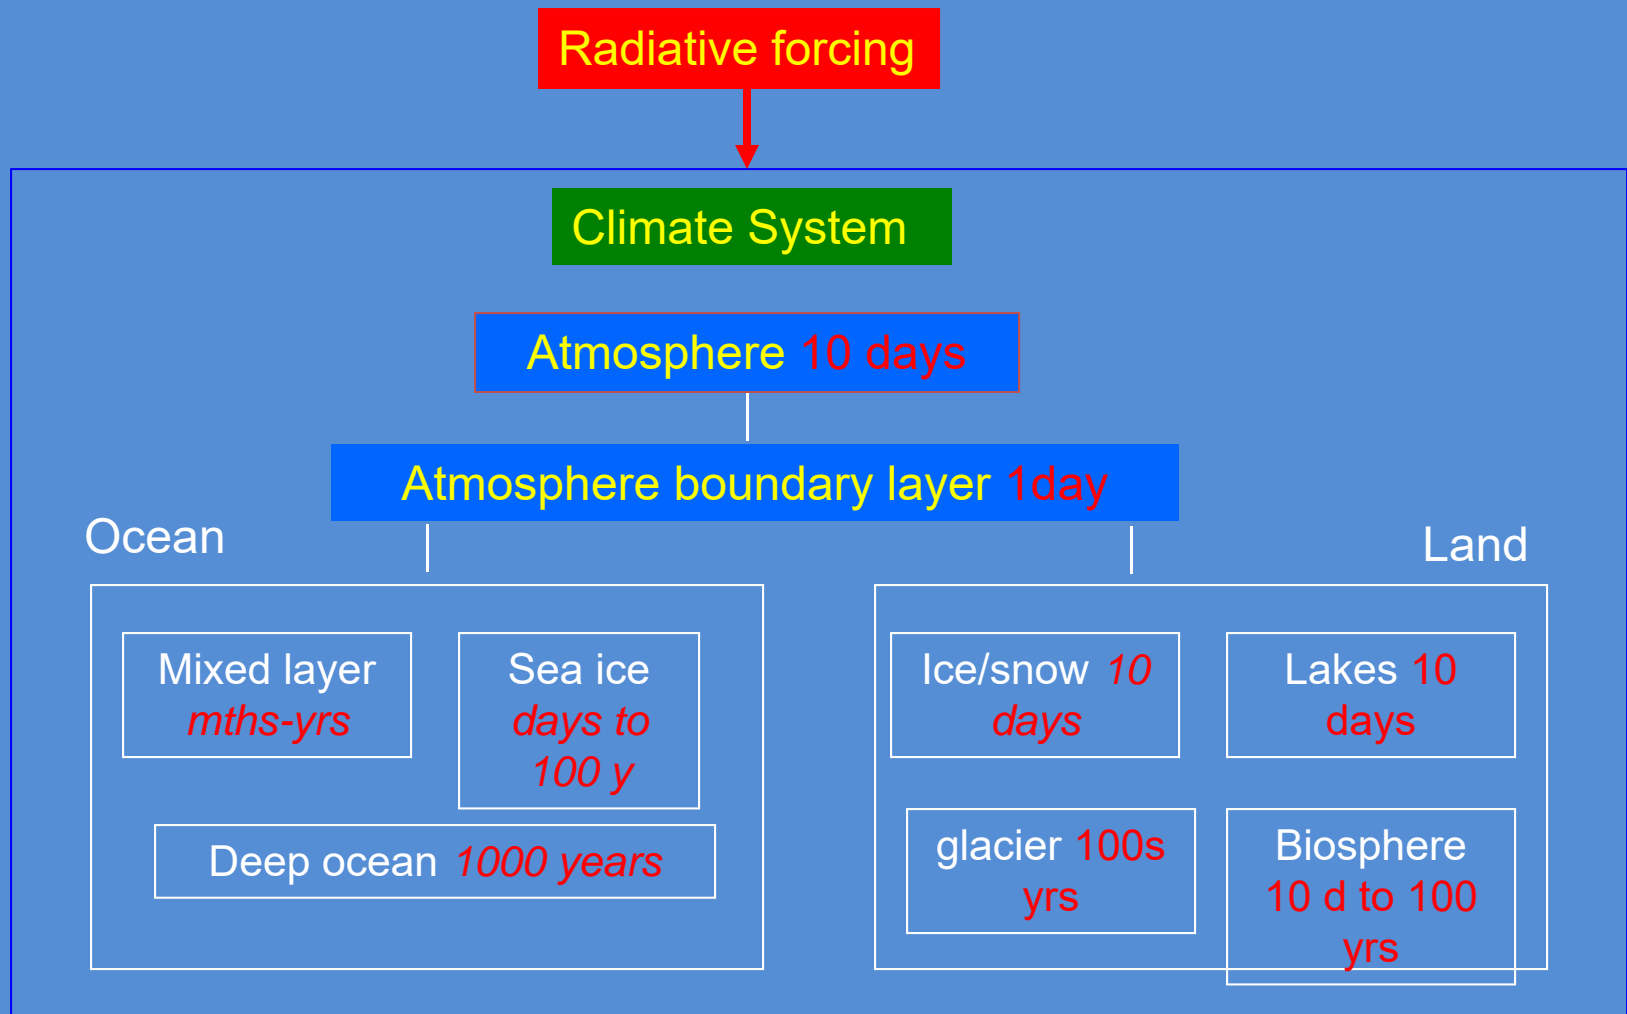 Radiative forcing
Climate System
Atmosphere 10 days
Atmosphere boundary layer 1day
Ocean
Land
Mixed layer
mths-yrs
Sea ice
days to
100 y
Deep ocean 1000 years
Ice/snow 10
days
Lakes 10
days
glacier 100s
yrs
Biosphere
10 d to 100
yrs